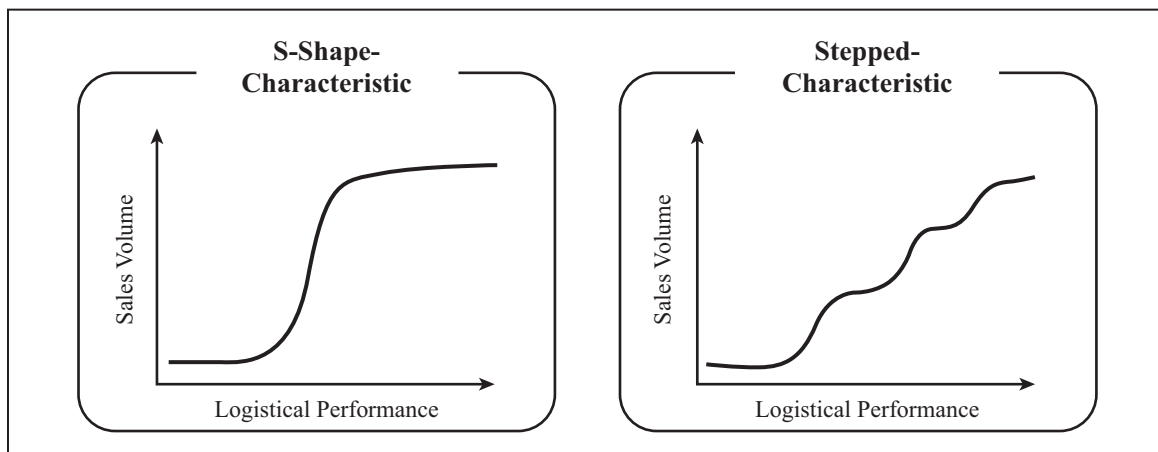 S-Shape-
Characteristic
Sales Volume
Logistical Performance
Stepped-
Characteristic
Sales Volume
Logistical Performance